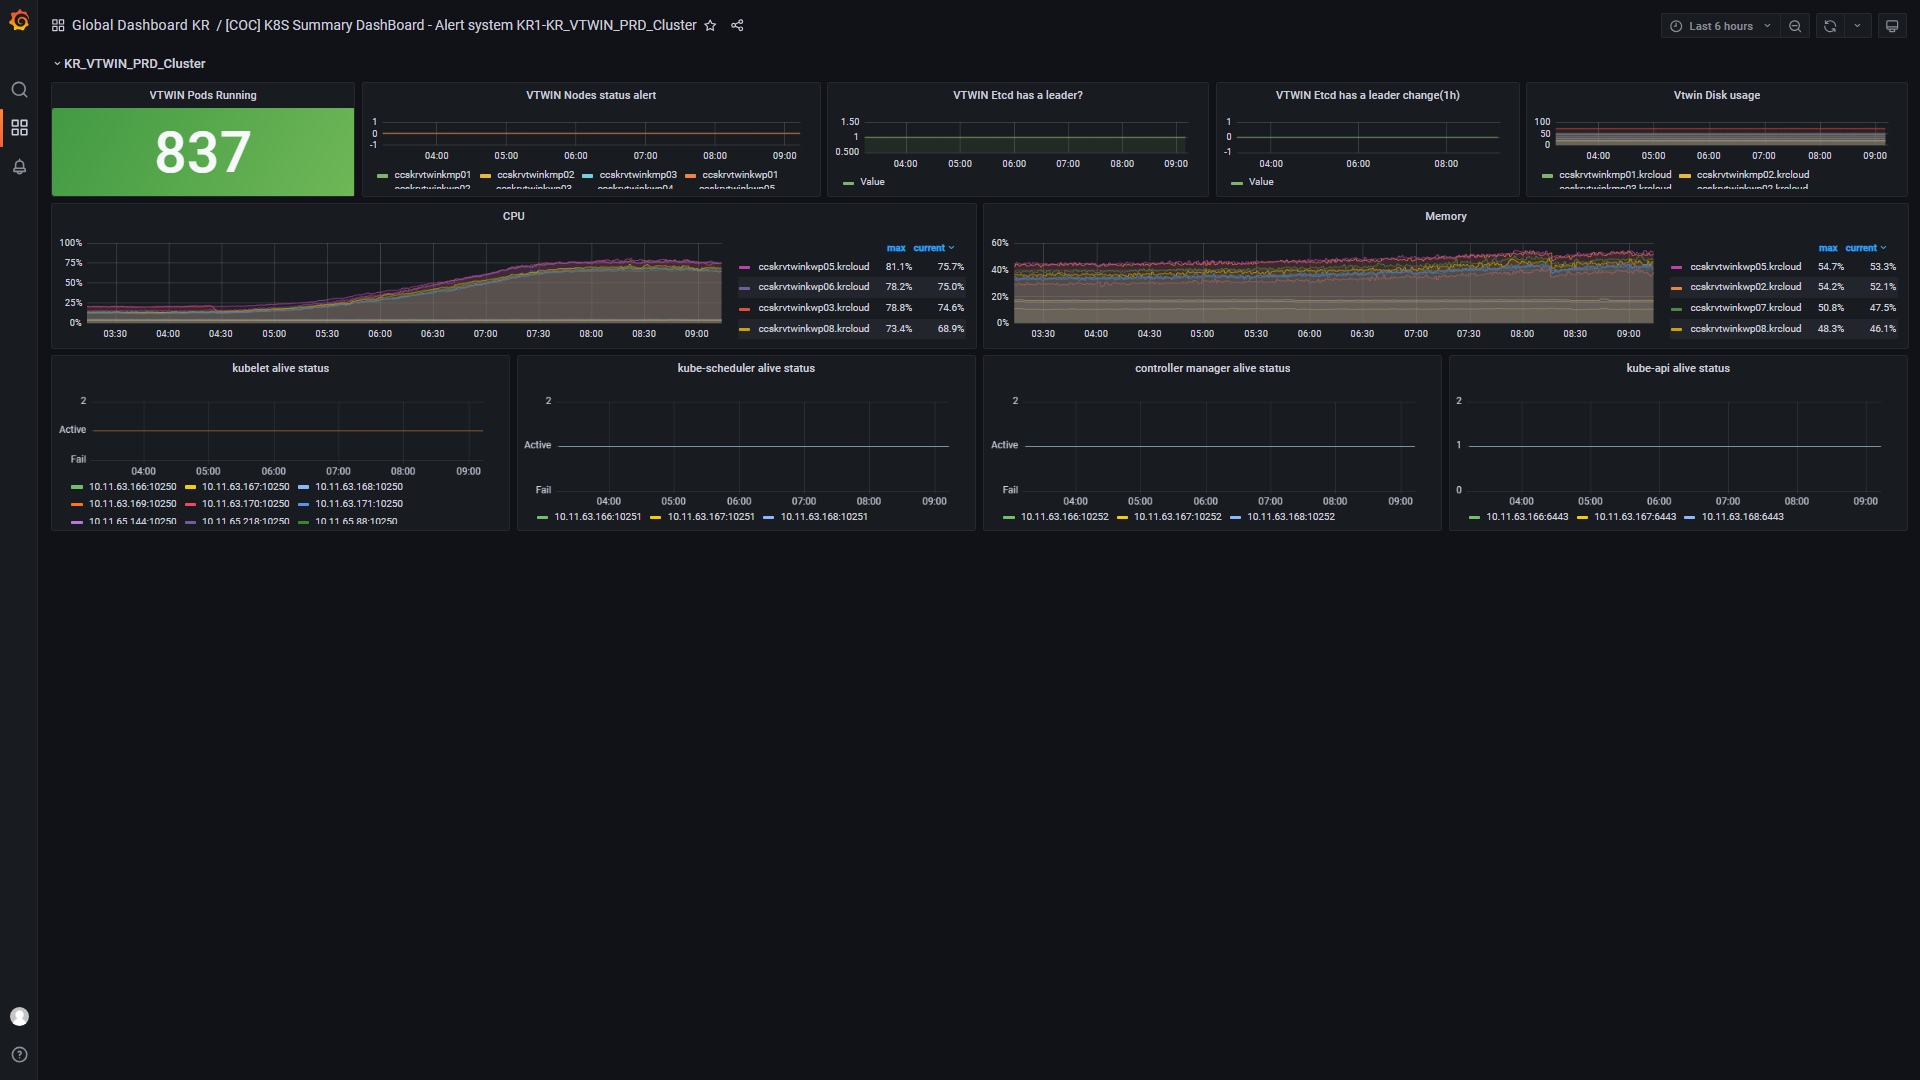 Global Dashboard KR / [COC] K8S Summary DashBoard - Alert system KR1-KR_VTWIN_PRD_Cluster
Last 6 hours
KR_VTWIN_PRD_Cluster
VTWIN Pods Running
837
VTWIN Nodes status alert
1
0
-1
04:00 05:00 06:00 07:00 08:00 09:00
ccskrvtwinkmp01 ccskrvtwinkmp02 ccskrvtwinkmp03 ccskrvtwinkwp01
ccskrvtwinkwp02 ccskrvtwinkwp03 ccskrvtwinkwp04 ccskrvtwinkwp05
VTWIN Etcd has a leader?
1.50
1
0.500
04:00 05:00 06:00 07:00 08:00 09:00
Value
VTWIN Etcd has a leader change(1h)
1
0
-1
04:00 06:00 08:00
Value
Vtwin Disk usage
100
50
0
04:00 05:00 06:00 07:00 08:00 09:00
ccskrvtwinkmp01.krcloud ccskrvtwinkmp02.krcloud
ccskrvtwinkmp03.krcloud ccskrvtwinkwp02.krcloud
CPU
100%
75%
50%
25%
0%
03:30 04:00 04:30 05:00 05:30 06:00 06:30 07:00 07:30 08:00 08:30 09:00
max current
ccskrvtwinkwp05.krcloud 81.1% 75.7%
ccskrvtwinkwp06.krcloud 78.2% 75.0%
ccskrvtwinkwp03.krcloud 78.8% 74.6%
ccskrvtwinkwp08.krcloud 73.4% 68.9%
Memory
60%
40%
20%
0%
03:30 04:00 04:30 05:00 05:30 06:00 06:30 07:00 07:30 08:00 08:30 09:00
max current
ccskrvtwinkwp05.krcloud 54.7% 53.3%
ccskrvtwinkwp02.krcloud 54.2% 52.1%
ccskrvtwinkwp07.krcloud 50.8% 47.5%
ccskrvtwinkwp08.krcloud 48.3% 46.1%
kubelet alive status
2
Active
Fail
04:00 05:00 06:00 07:00 08:00 09:00
10.11.63.166:10250 10.11.63.167:10250 10.11.63.168:10250
10.11.63.169:10250 10.11.63.170:10250 10.11.63.171:10250
10.11.65.144:10250 10.11.65.218:10250 10.11.65.88:10250
kube-scheduler alive status
2
Active
Fail
04:00 05:00 06:00 07:00 08:00 09:00
10.11.63.166:10251 10.11.63.167:10251 10.11.63.168:10251
controller manager alive status
2
Active
Fail
04:00 05:00 06:00 07:00 08:00 09:00
10.11.63.166:10252 10.11.63.167:10252 10.11.63.168:10252
kube-api alive status
2
1
0
04:00 05:00 06:00 07:00 08:00 09:00
10.11.63.166:6443 10.11.63.167:6443 10.11.63.168:6443